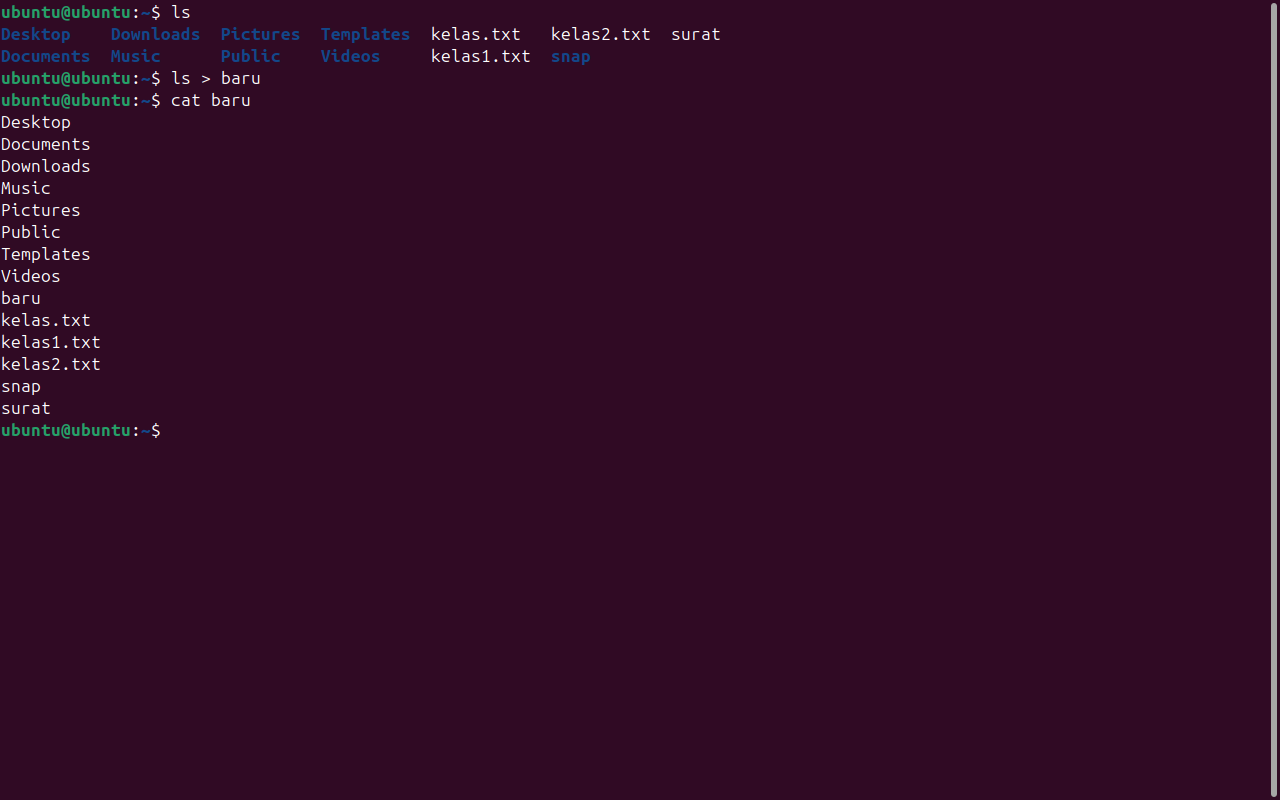 ubuntu@ubuntu:~$ ls
Desktop    Downloads  Pictures  Templates  kelas.txt   kelas2.txt  surat
Documents  Music      Public    Videos     kelas1.txt  snap
ubuntu@ubuntu:~$ ls > baru
ubuntu@ubuntu:~$ cat baru
Desktop
Documents
Downloads
Music
Pictures
Public
Templates
Videos
baru
kelas.txt
kelas1.txt
kelas2.txt
snap
surat
ubuntu@ubuntu:~$